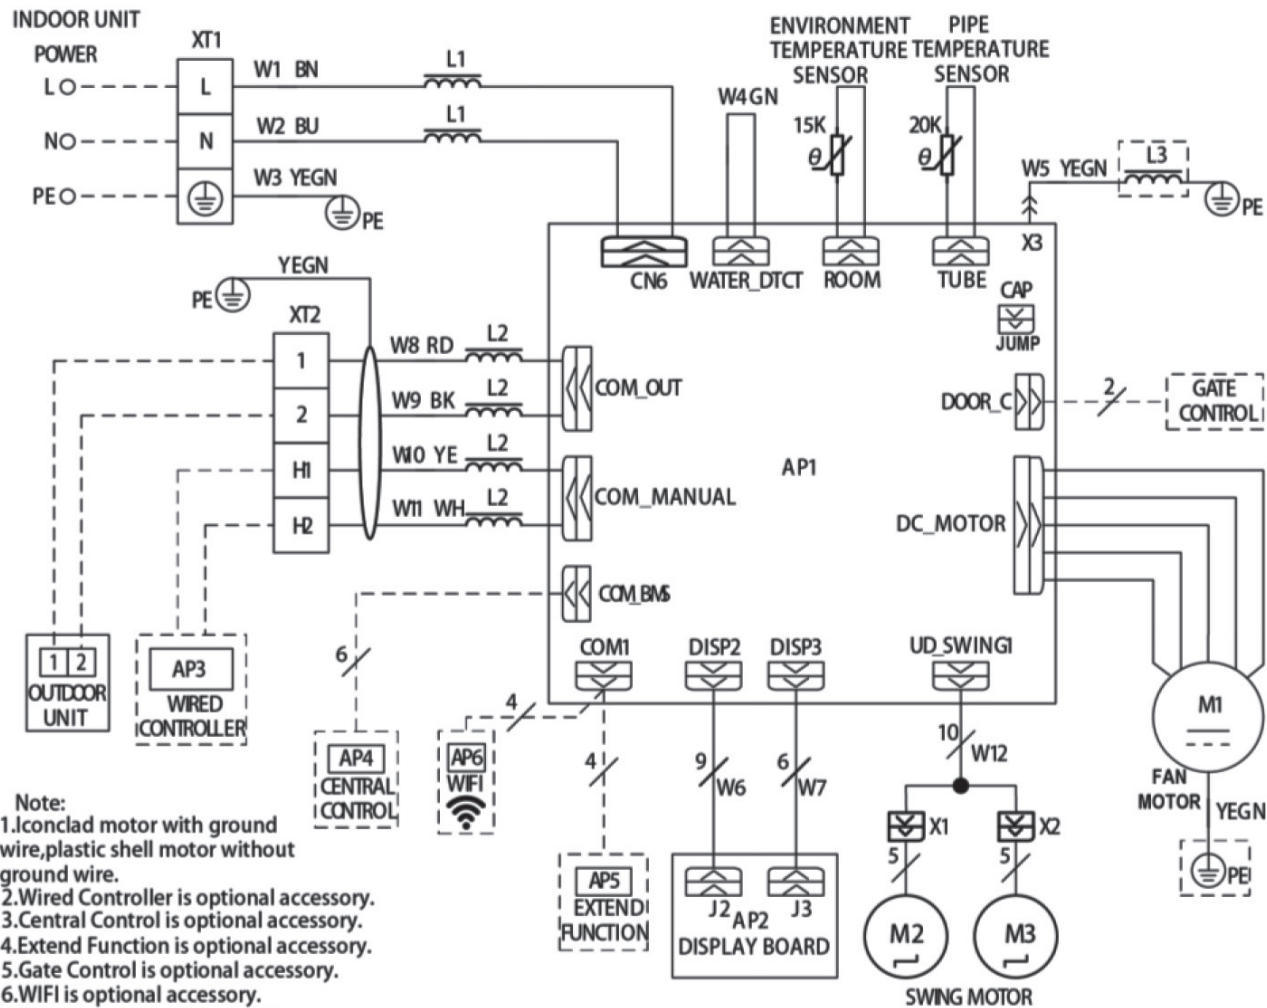 INDOOR UNIT
POWER
XT1
L
L
W1 BN
L1
N
N
W2 BU
L1
PE
W3 YEGN
PE
ENVIRONMENT
TEMPERATURE
SENSOR
PIPE
TEMPERATURE
SENSOR
W4 GN
15K
θ
20K
θ
W5 YEGN
L3
PE
X3
CN6
WATER_DTCT
ROOM
TUBE
CAP
JUMP
YEGN
PE
XT2
1
W8 RD
L2
2
W9 BK
L2
COM_OUT
H1
W10 YE
L2
H2
W11 WH
L2
COM_MANUAL
DOOR_C
2
GATE
CONTROL
AP1
DC_MOTOR
COM_BMS
COM1
DISP2
DISP3
UD_SWING1
1 2
OUTDOOR
UNIT
AP3
WIRED
CONTROLLER
6
AP4
CENTRAL
CONTROL
4
AP6
WIFI
4
AP5
EXTEND
FUNCTION
9
W6
6
W7
J2
J3
AP2
DISPLAY BOARD
10
W12
X1
X2
5
5
M2
M3
SWING MOTOR
M1
FAN
MOTOR
YEGN
PE
Note:
1.Iconclad motor with ground
wire,plastic shell motor without
ground wire.
2.Wired Controller is optional accessory.
3.Central Control is optional accessory.
4.Extend Function is optional accessory.
5.Gate Control is optional accessory.
6.WIFI is optional accessory.